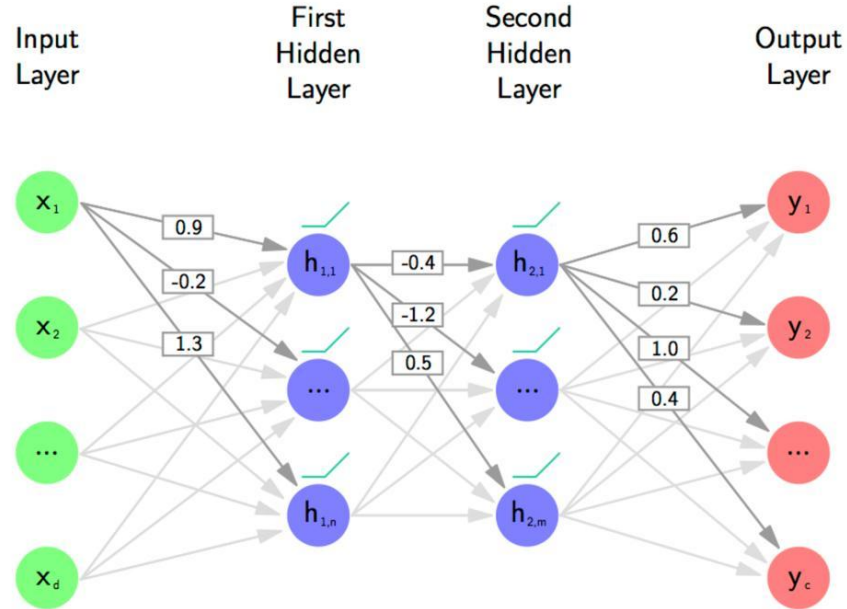 Input
Layer
First
Hidden
Layer
Second
Hidden
Layer
Output
Layer
x₁
x₂
...
x_d
0.9
-0.2
1.3
h₁,₁
...
h₁,ₙ
-0.4
-1.2
0.5
h₂,₁
...
h₂,ₘ
0.6
0.2
1.0
0.4
y₁
y₂
...
y_c